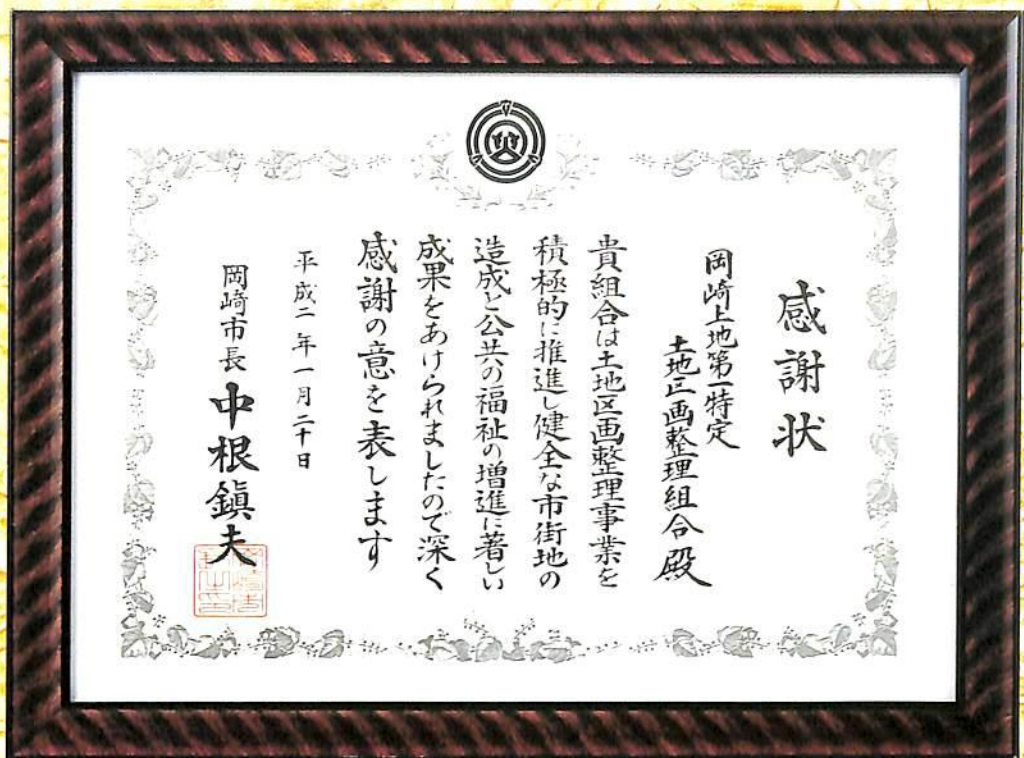 感謝状
岡崎上地第一特定
土地区画整理組合殿
貴組合は土地区画整理事業を
積極的に推進し健全な市街地の
造成と公共の福祉の増進に著しい
成果をあげられましたので深く
感謝の意を表します
平成二年一月二十日
岡崎市長 中根鎭夫